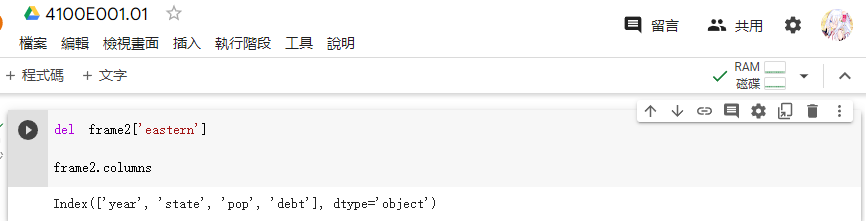 4100E001.01
留言
共用
檔案 編輯 檢視畫面 插入 執行階段 工具 說明
+ 程式碼 + 文字
RAM
磁碟
del frame2['eastern']
frame2.columns
Index(['year', 'state', 'pop', 'debt'], dtype='object')